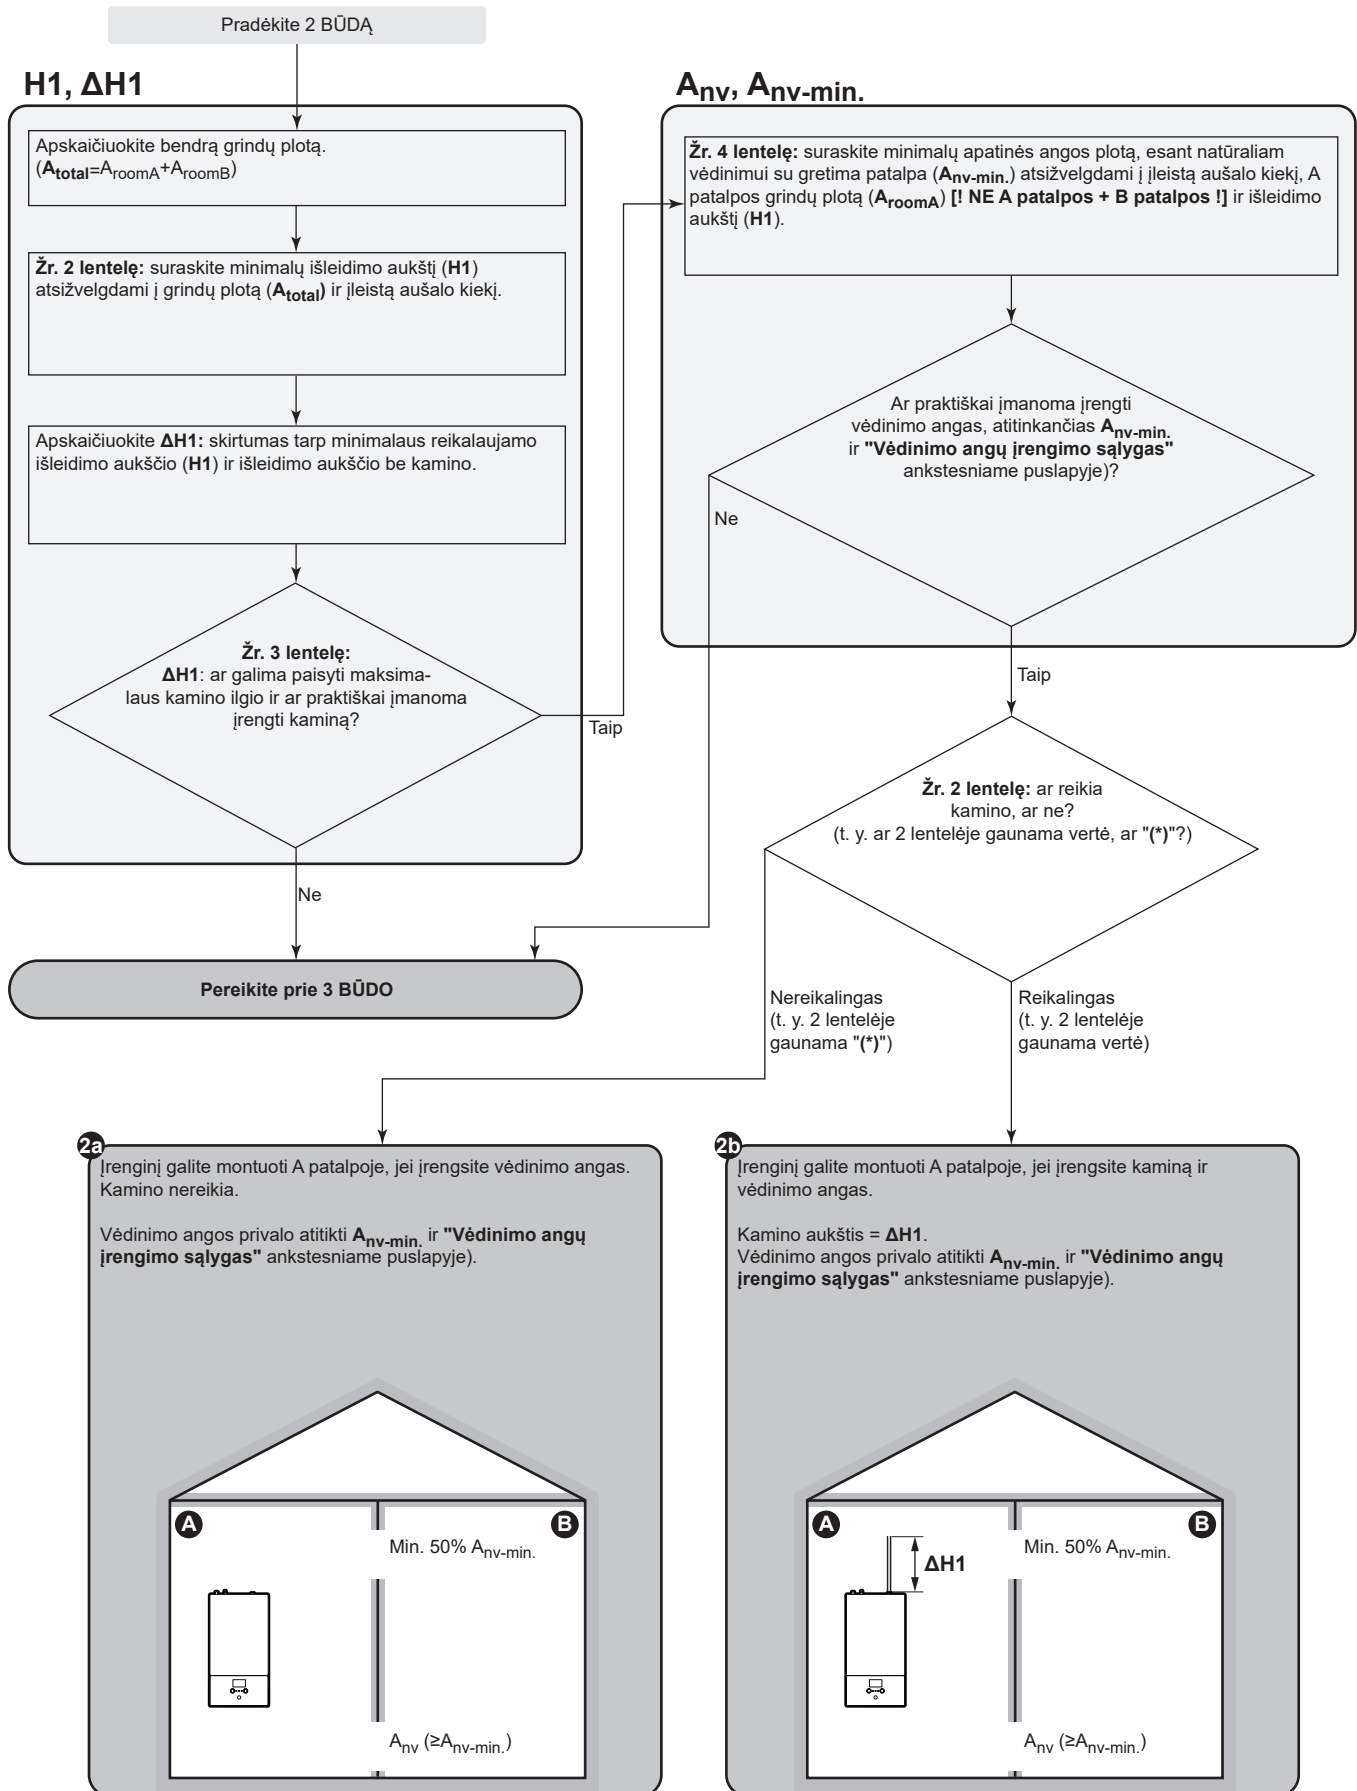 Pradėkite 2 BŪDĄ
H1, ΔH1
Apskaičiuokite bendrą grindų plotą.
(Atotal=AroomA+AroomB)
Žr. 2 lentelę: suraskite minimalų išleidimo aukštį (H1)
atsižvelgdami į grindų plotą (Atotal) ir įleistą aušalo kiekį.
Apskaičiuokite ΔH1: skirtumas tarp minimalaus reikalaujamo
išleidimo aukščio (H1) ir išleidimo aukščio be kamino.
Žr. 3 lentelę:
ΔH1: ar galima paisyti maksima-
laus kamino ilgio ir ar praktiškai įmanoma
įrengti kaminą?
Taip
Ne
Anv, Anv-min.
Žr. 4 lentelę: suraskite minimalų apatinės angos plotą, esant natūraliam
vėdinimui su gretima patalpa (Anv-min.) atsižvelgdami į įleistą aušalo kiekį, A
patalpos grindų plotą (AroomA) [! NE A patalpos + B patalpos !] ir išleidimo
aukštį (H1).
Ar praktiškai įmanoma įrengti
vėdinimo angas, atitinkančias Anv-min.
ir "Vėdinimo angų įrengimo sąlygas"
ankstesniame puslapyje)?
Ne
Taip
Žr. 2 lentelę: ar reikia
kamino, ar ne?
(t. y. ar 2 lentelėje gaunama vertė, ar "(*)"?)
Pereikite prie 3 BŪDO
Nereikalingas
(t. y. 2 lentelėje
gaunama "(*)")
Reikalingas
(t. y. 2 lentelėje
gaunama vertė)
2a
Įrenginį galite montuoti A patalpoje, jei įrengsite vėdinimo angas.
Kamino nereikia.
Vėdinimo angos privalo atitikti Anv-min. ir "Vėdinimo angų
įrengimo sąlygas" ankstesniame puslapyje).
A
B
Min. 50% Anv-min.
Anv (≥Anv-min.)
2b
Įrenginį galite montuoti A patalpoje, jei įrengsite kaminą ir
vėdinimo angas.
Kamino aukštis = ΔH1.
Vėdinimo angos privalo atitikti Anv-min. ir "Vėdinimo angų
įrengimo sąlygas" ankstesniame puslapyje).
A
B
Min. 50% Anv-min.
ΔH1
Anv (≥Anv-min.)